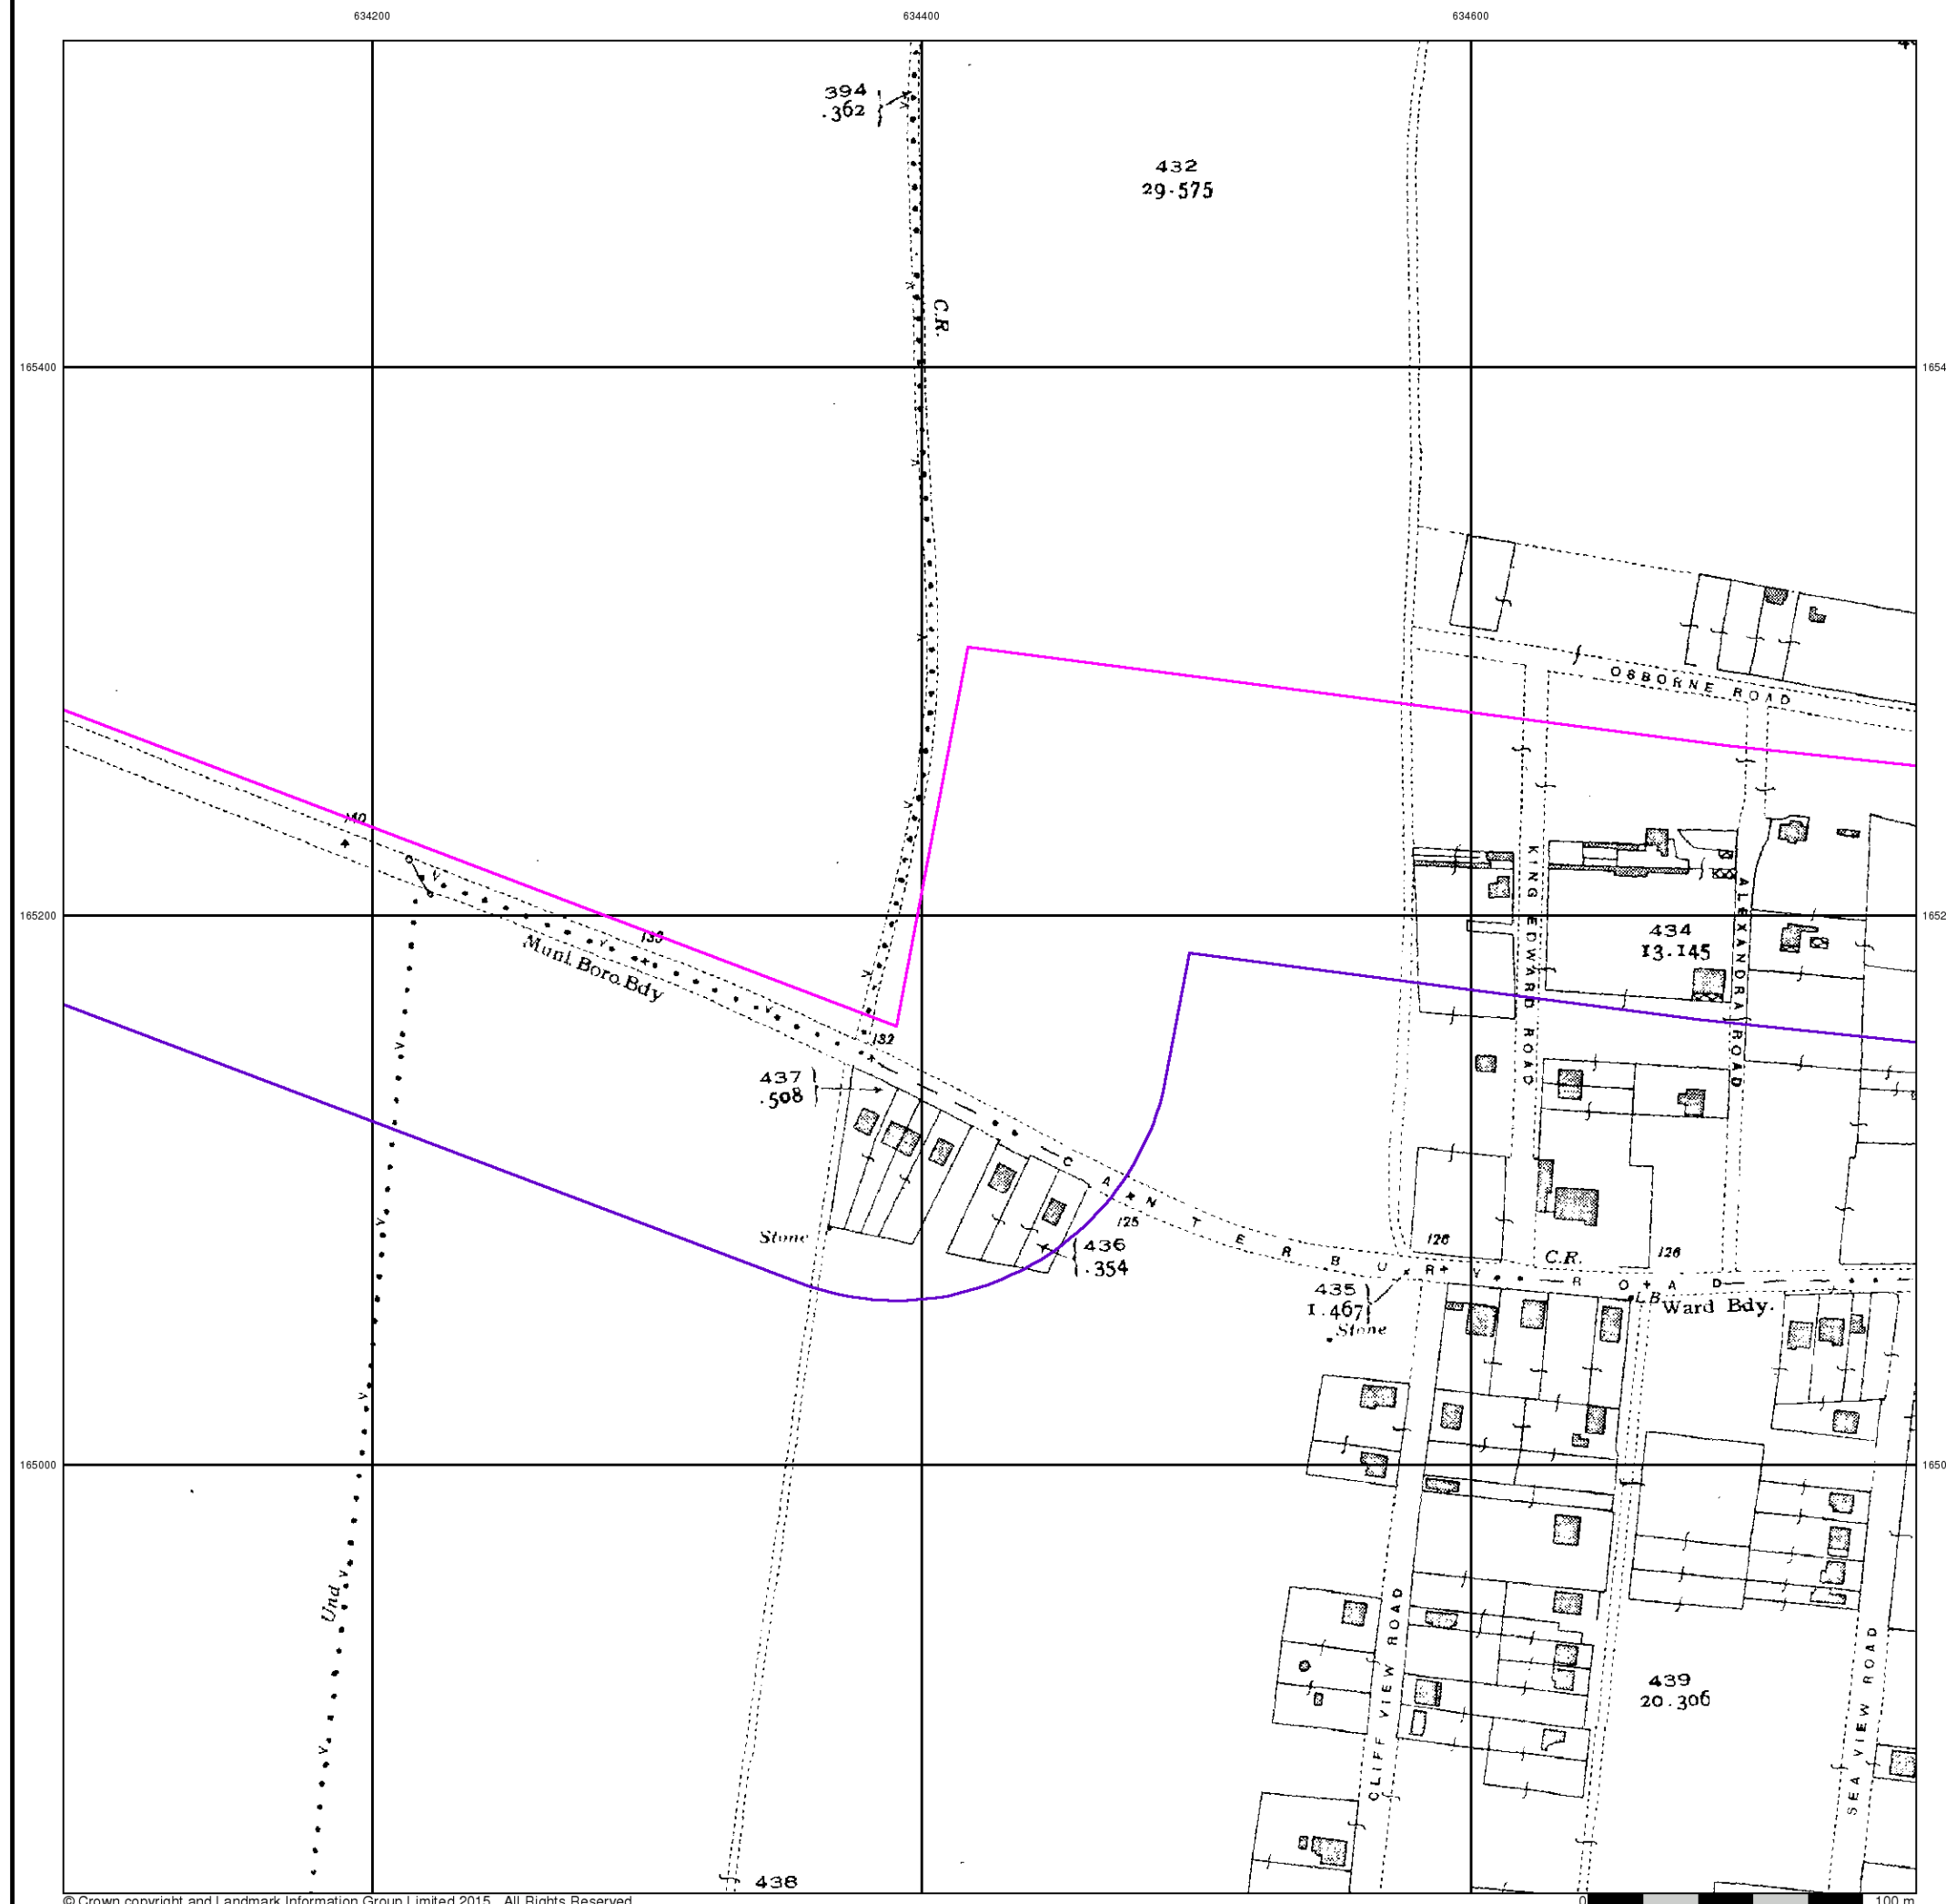 634200
634400
634600
394
.362
432
29.575
C.R.
165400
1654
OSBORNE ROAD
140
165200
1652
133
Muni. Boro. Bdy
KING EDWARD ROAD
434
13.145
ALEXANDRA ROAD
132
437
.508
CANTERBURY ROAD
125
Stone
436
.354
126
C.R.
126
435
1.467
Stone
L.B.
Ward Bdy.
165000
1650
Und
CLIFF VIEW ROAD
439
20.306
SEA VIEW ROAD
438
© Crown copyright and Landmark Information Group Limited 2015. All Rights Reserved.
0
100 m